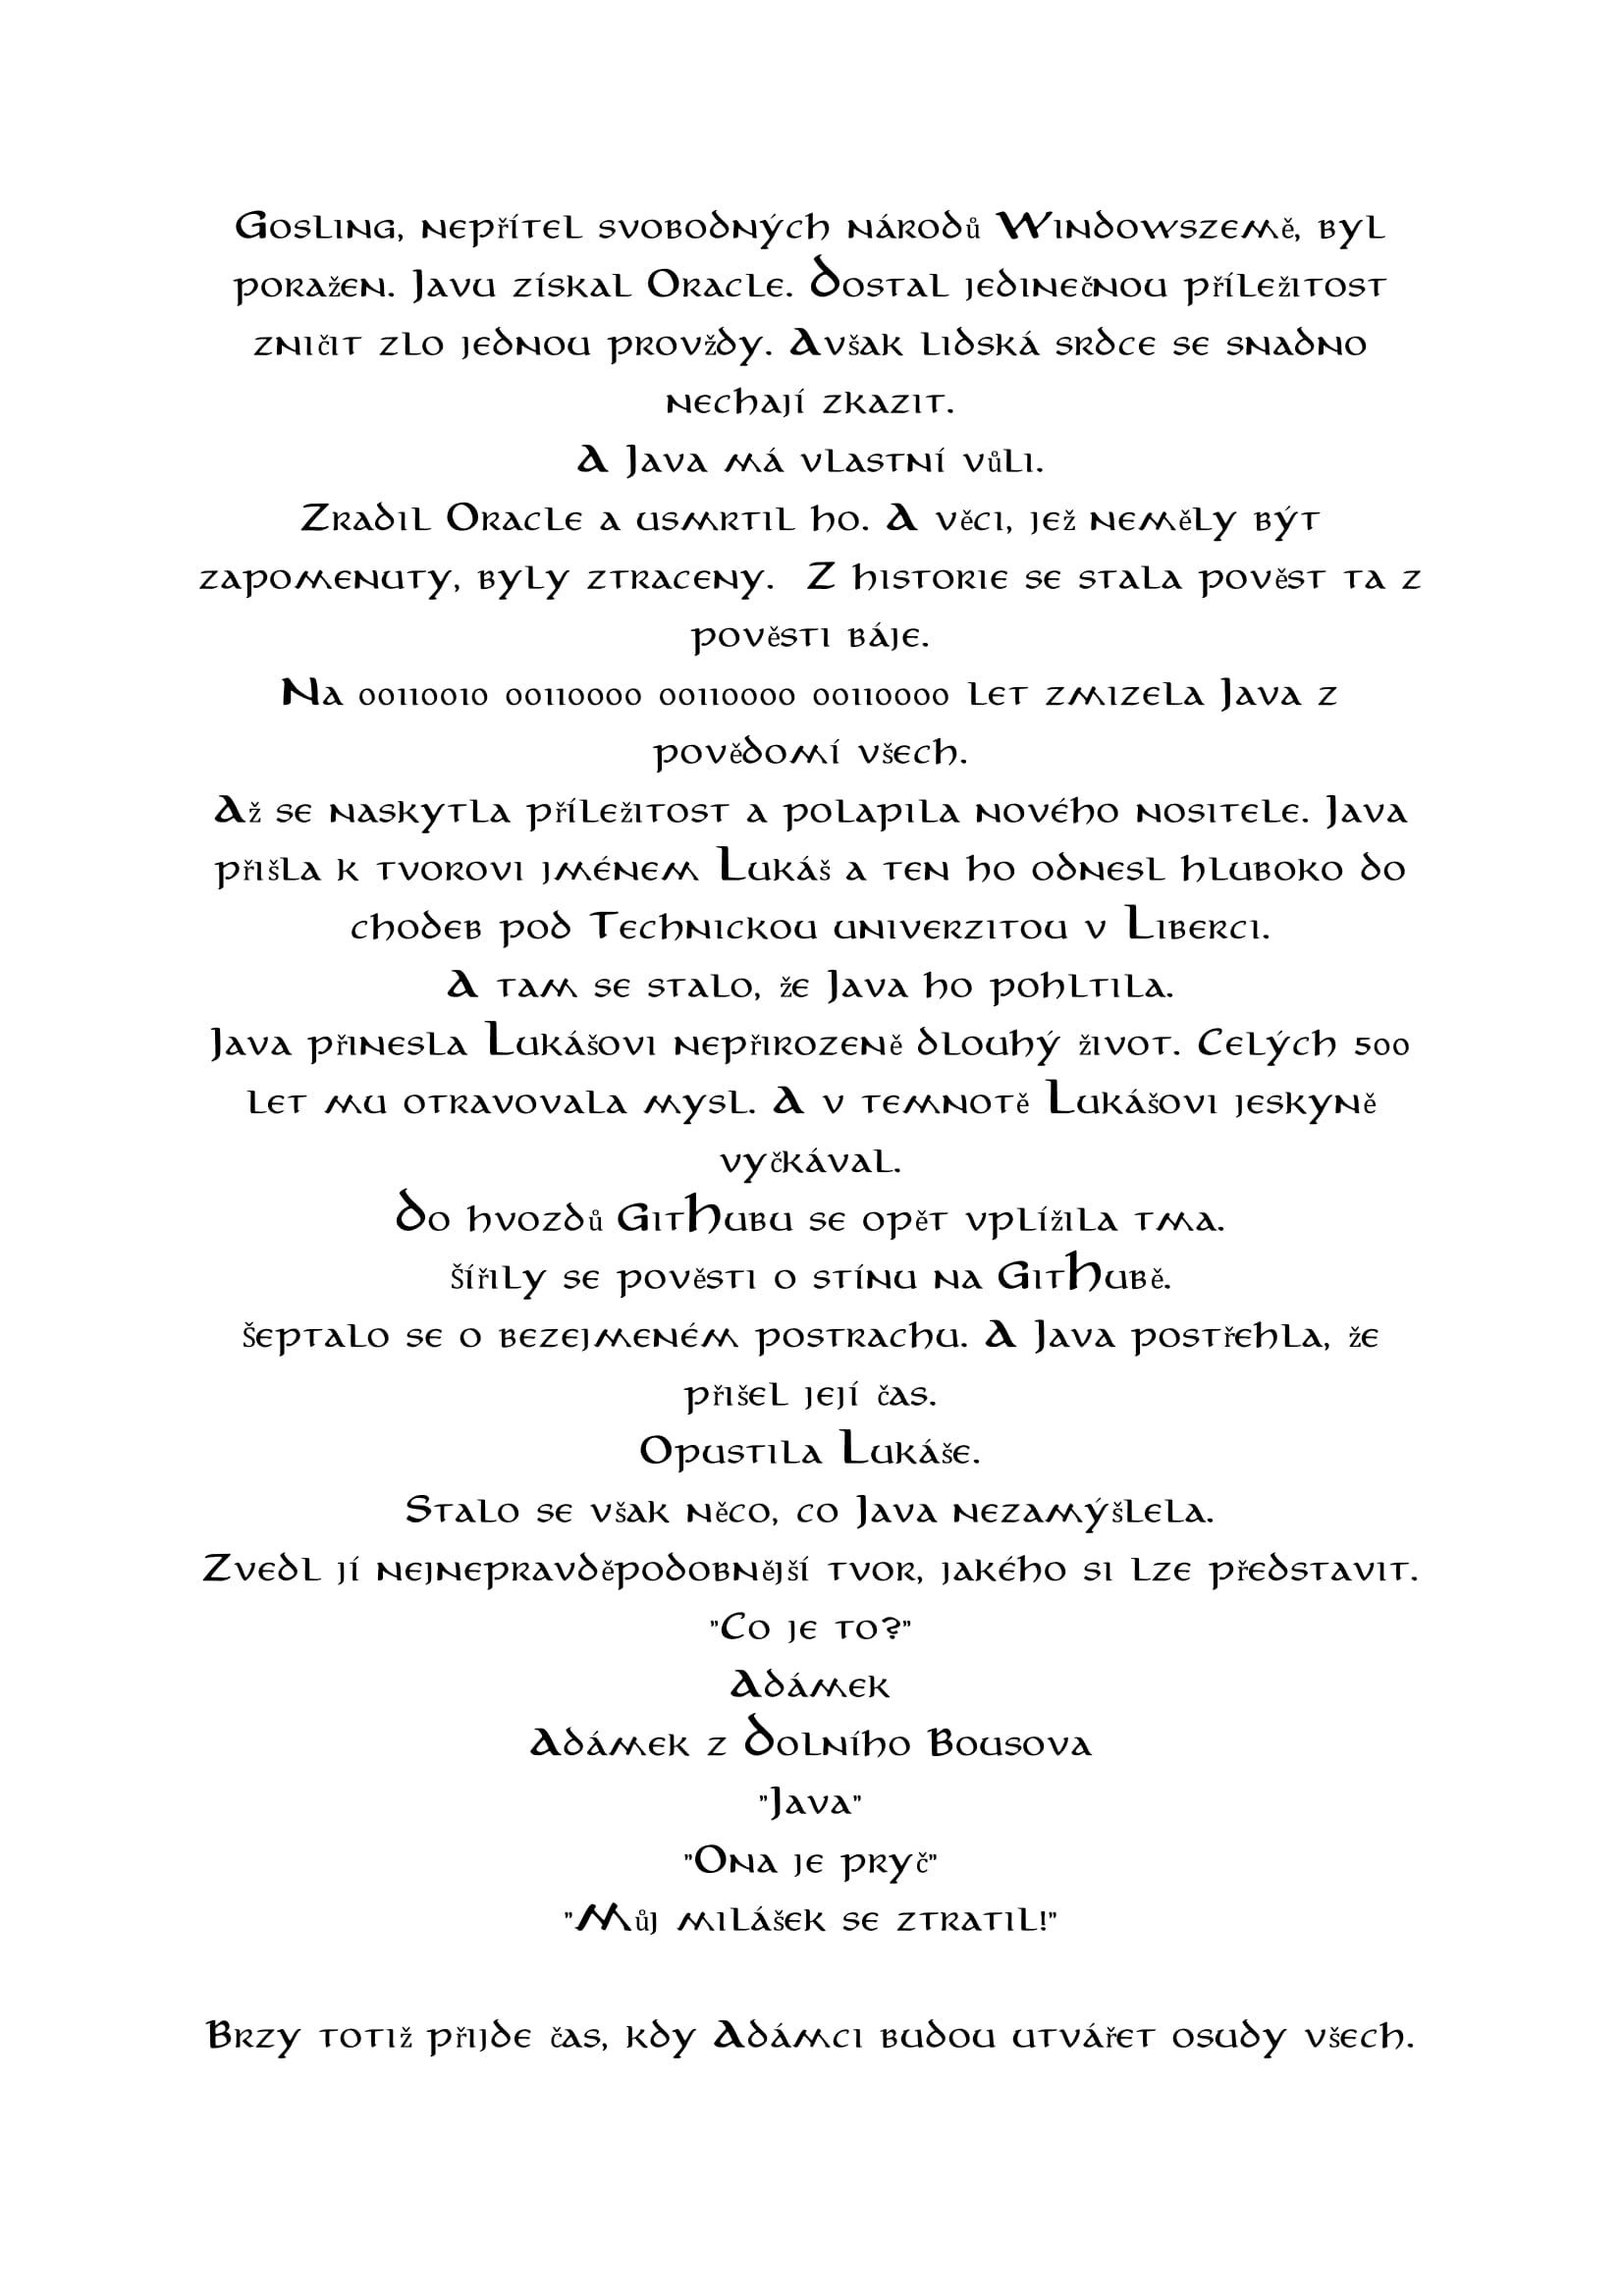 Gosling, nepřítel svobodných národů Windowszemě, byl
poražen. Javu získal Oracle. Dostal jedinečnou příležitost
zničit zlo jednou provždy. Avšak lidská srdce se snadno
nechají zkazit.
A Java má vlastní vůli.
Zradil Oracle a usmrtil ho. A věci, jež neměly být
zapomenuty, byly ztraceny. Z historie se stala pověst ta z
pověsti báje.
Na 00110010 00110000 00110000 00110000 let zmizela Java z
povědomí všech.
Až se naskytla příležitost a polapila nového nositele. Java
přišla k tvorovi jménem Lukáš a ten ho odnesl hluboko do
chodeb pod Technickou univerzitou v Liberci.
A tam se stalo, že Java ho pohltila.
Java přinesla Lukášovi nepřirozeně dlouhý život. Celých 500
let mu otravovala mysl. A v temnotě Lukášovi jeskyně
vyčkával.
Do hvozdů GitHubu se opět vplížila tma.
Šířily se pověsti o stínu na GitHubě.
Šeptalo se o bezejmeném postrachu. A Java postřehla, že
přišel její čas.
Opustila Lukáše.
Stalo se však něco, co Java nezamýšlela.
Zvedl jí nejnepravděpodobnější tvor, jakého si lze představit.
"Co je to?"
Adámek
Adámek z Dolního Bousova
"Java"
"Ona je pryč"
"Můj milášek se ztratil!"
Brzy totiž přijde čas, kdy Adámci budou utvářet osudy všech.